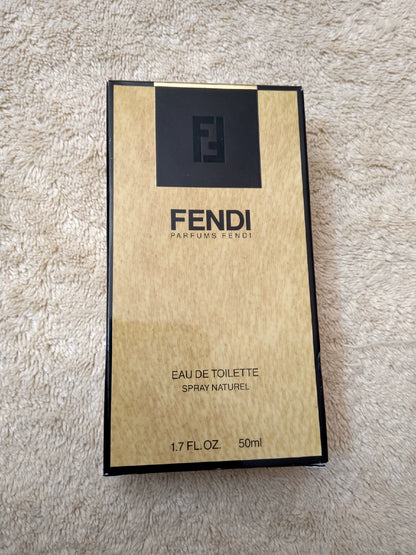 FENDI
PARFUMS FENDI
EAU DE TOILETTE
SPRAY NATUREL
1.7 FL.OZ. 50ml